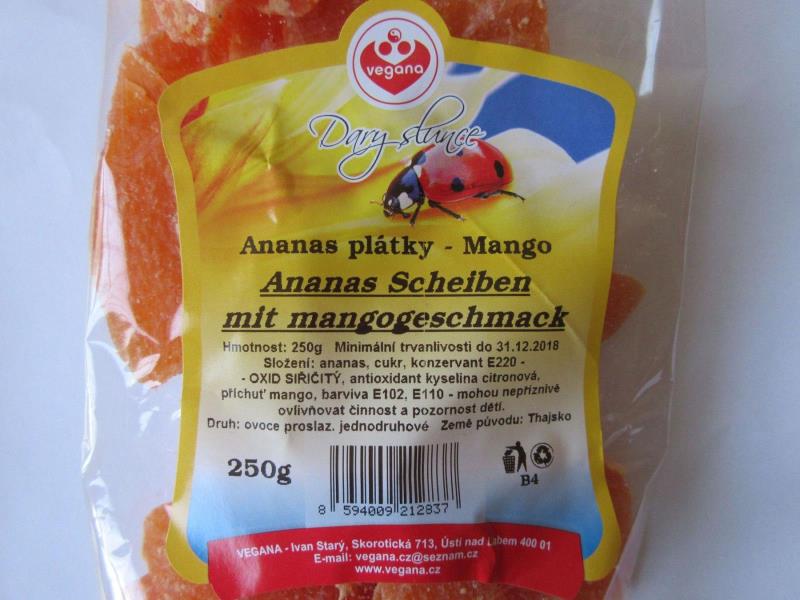 vegana
Dary slunce
Ananas plátky - Mango
Ananas Scheiben
mit mangogeschmack
Hmotnost: 250g Minimální trvanlivosti do 31.12.2018
Složení: ananas, cukr, konzervant E220 -
- OXID SIŘIČITÝ, antioxidant kyselina citronová,
příchuť mango, barviva E102, E110 - mohou nepříznivě
ovlivňovat činnost a pozornost dětí.
Druh: ovoce proslaz. jednodruhové Země původu: Thajsko
250g
B4
8 594009 212837
VEGANA - Ivan Starý, Skorotická 713, Ústí nad Labem 400 01
E-mail: vegana.cz@seznam.cz
www.vegana.cz